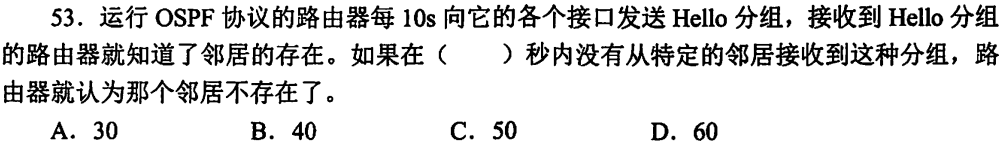 53．运行 OSPF 协议的路由器每 10s 向它的各个接口发送 Hello 分组，接收到 Hello 分组
的路由器就知道了邻居的存在。如果在（　　）秒内没有从特定的邻居接收到这种分组，路
由器就认为那个邻居不存在了。
A．30　　B．40　　C．50　　D．60